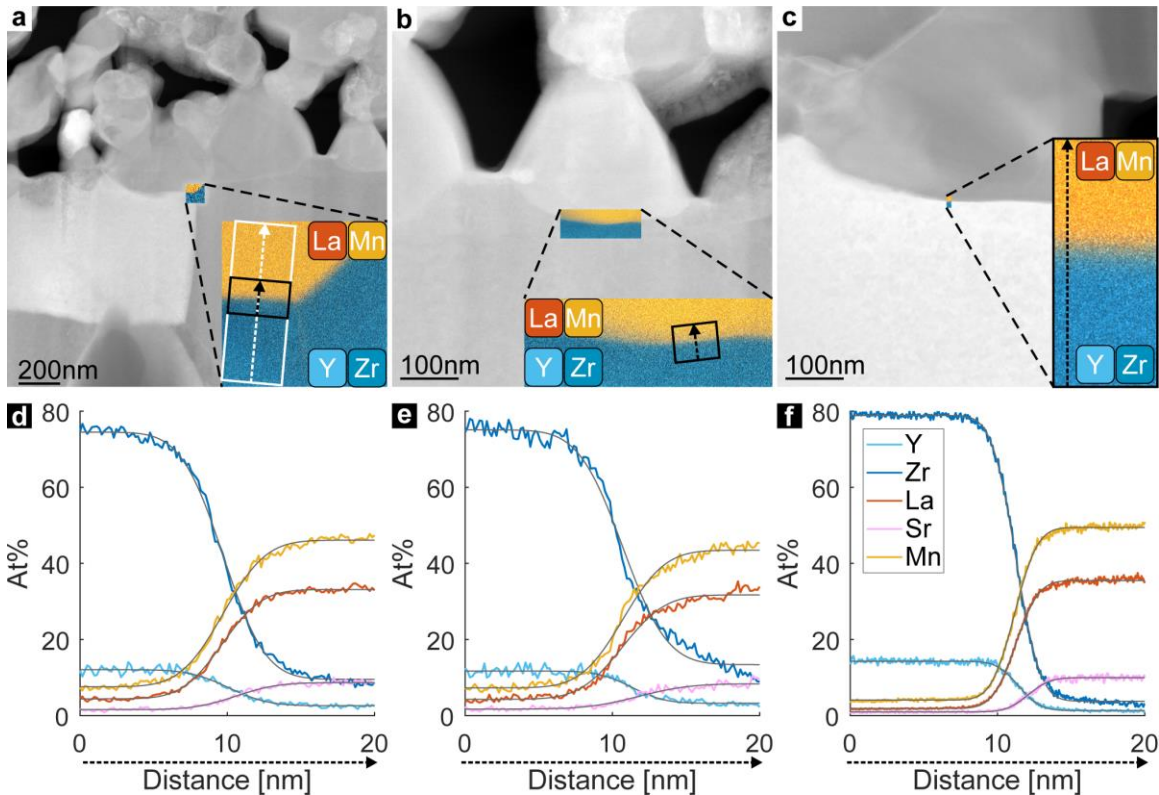 a
La Mn
Y Zr
200nm
b
La Mn
Y Zr
100nm
c
La Mn
Y Zr
100nm
d
80
60
40
20
0
At%
0 10 20
Distance [nm]
e
80
60
40
20
0
At%
0 10 20
Distance [nm]
f
80
60
40
20
0
At%
Y
Zr
La
Sr
Mn
0 10 20
Distance [nm]